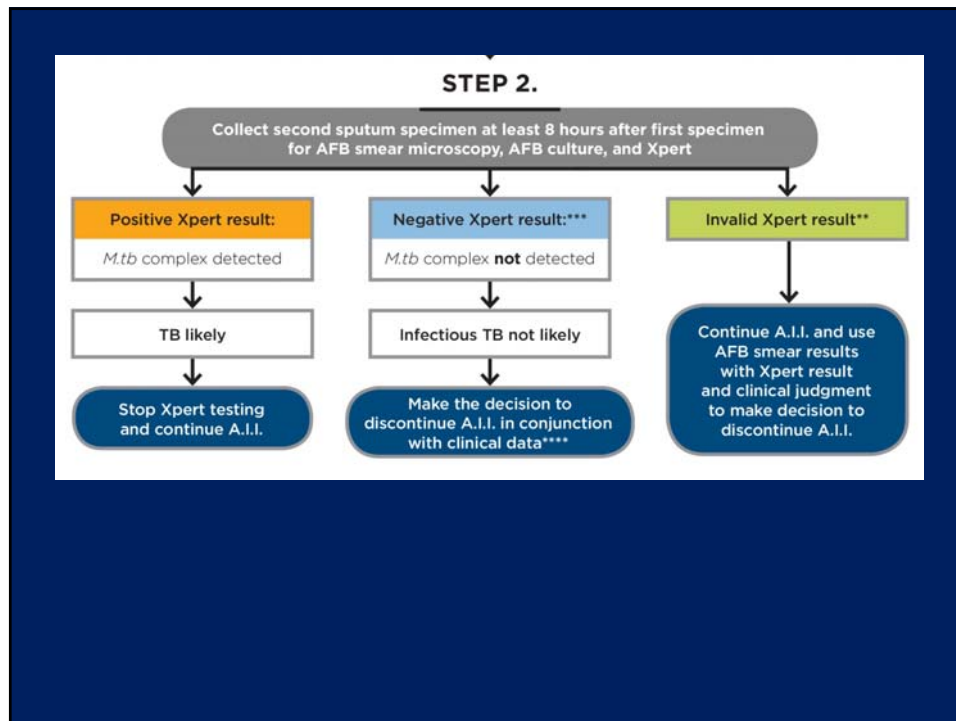 STEP 2.
Collect second sputum specimen at least 8 hours after first specimen
for AFB smear microscopy, AFB culture, and Xpert
Positive Xpert result:
M.tb complex detected
TB likely
Stop Xpert testing
and continue A.I.I.
Negative Xpert result:***
M.tb complex not detected
Infectious TB not likely
Make the decision to
discontinue A.I.I. in conjunction
with clinical data****
Invalid Xpert result**
Continue A.I.I. and use
AFB smear results
with Xpert result
and clinical judgment
to make decision to
discontinue A.I.I.